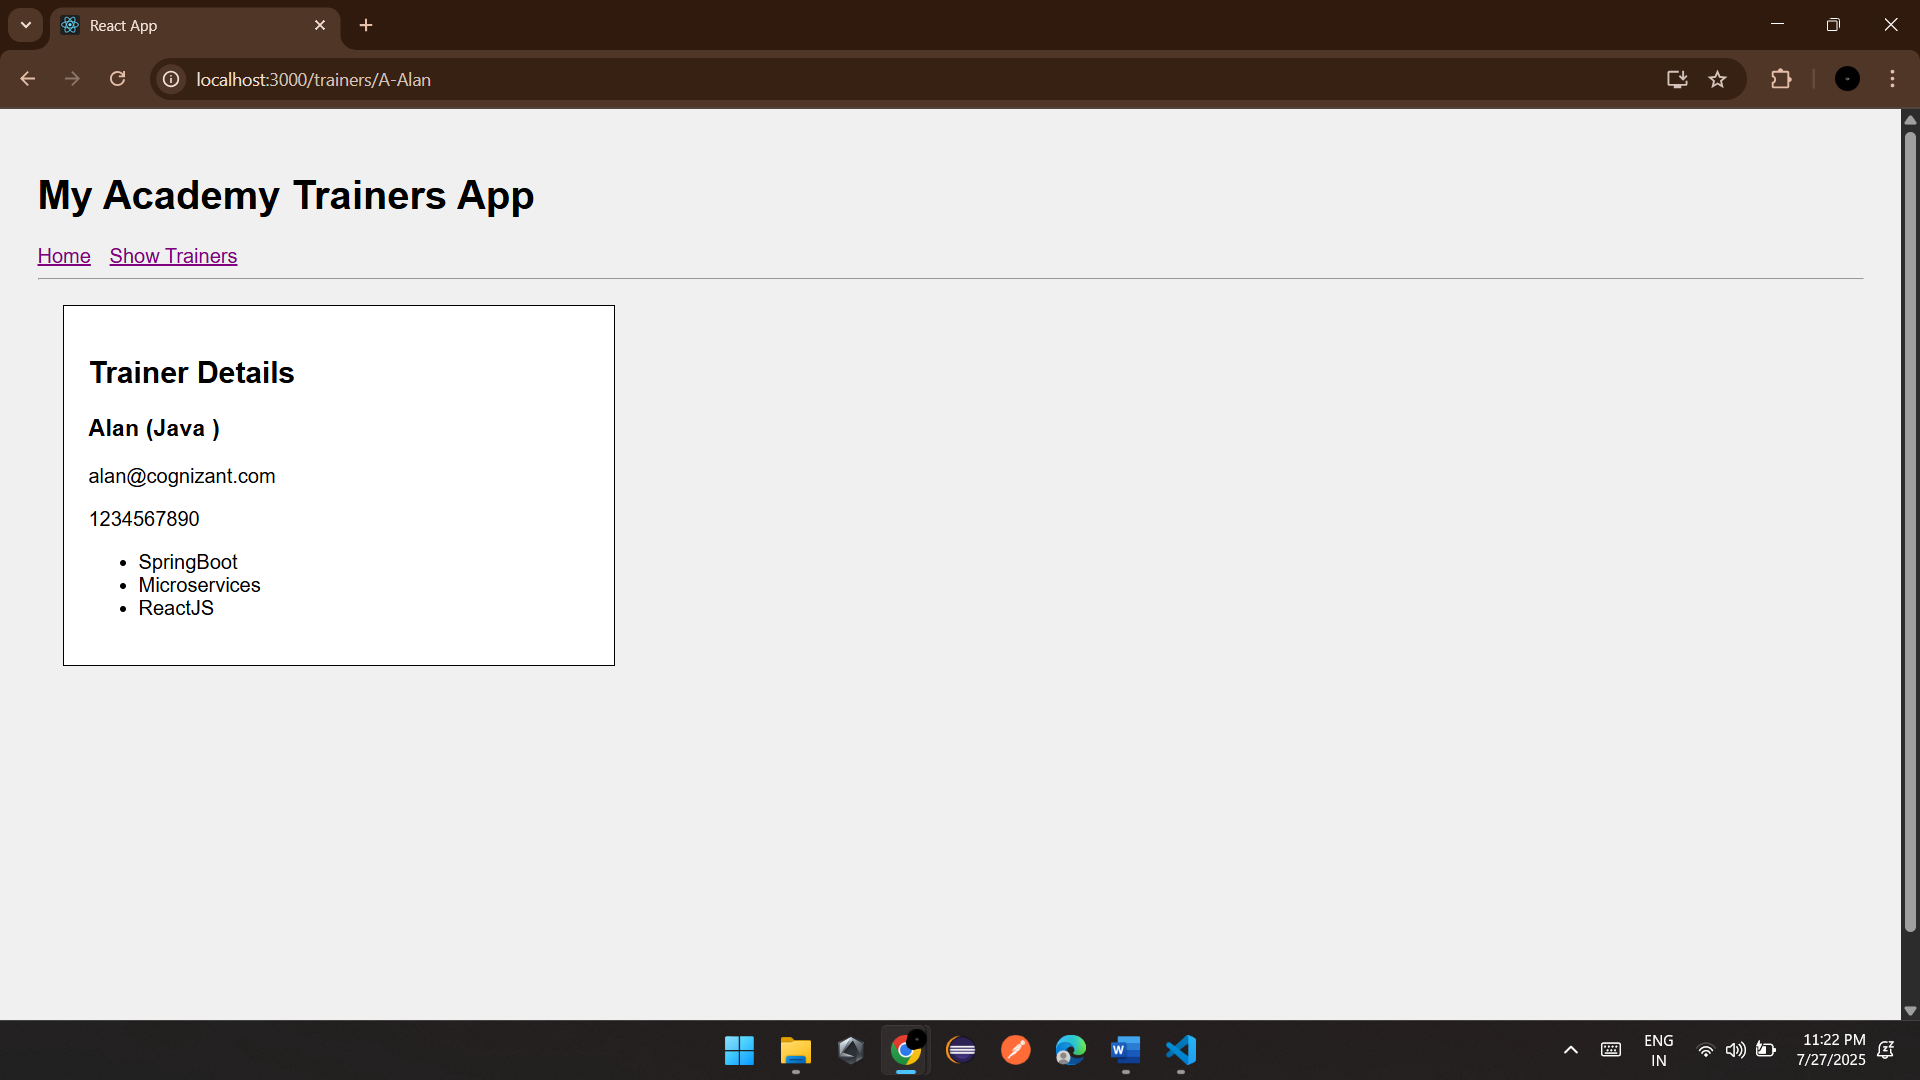 React App
localhost:3000/trainers/A-Alan
My Academy Trainers App
Home Show Trainers
Trainer Details
Alan (Java )
alan@cognizant.com
1234567890
SpringBoot
Microservices
ReactJS
W
ENG
IN
11:22 PM
7/27/2025